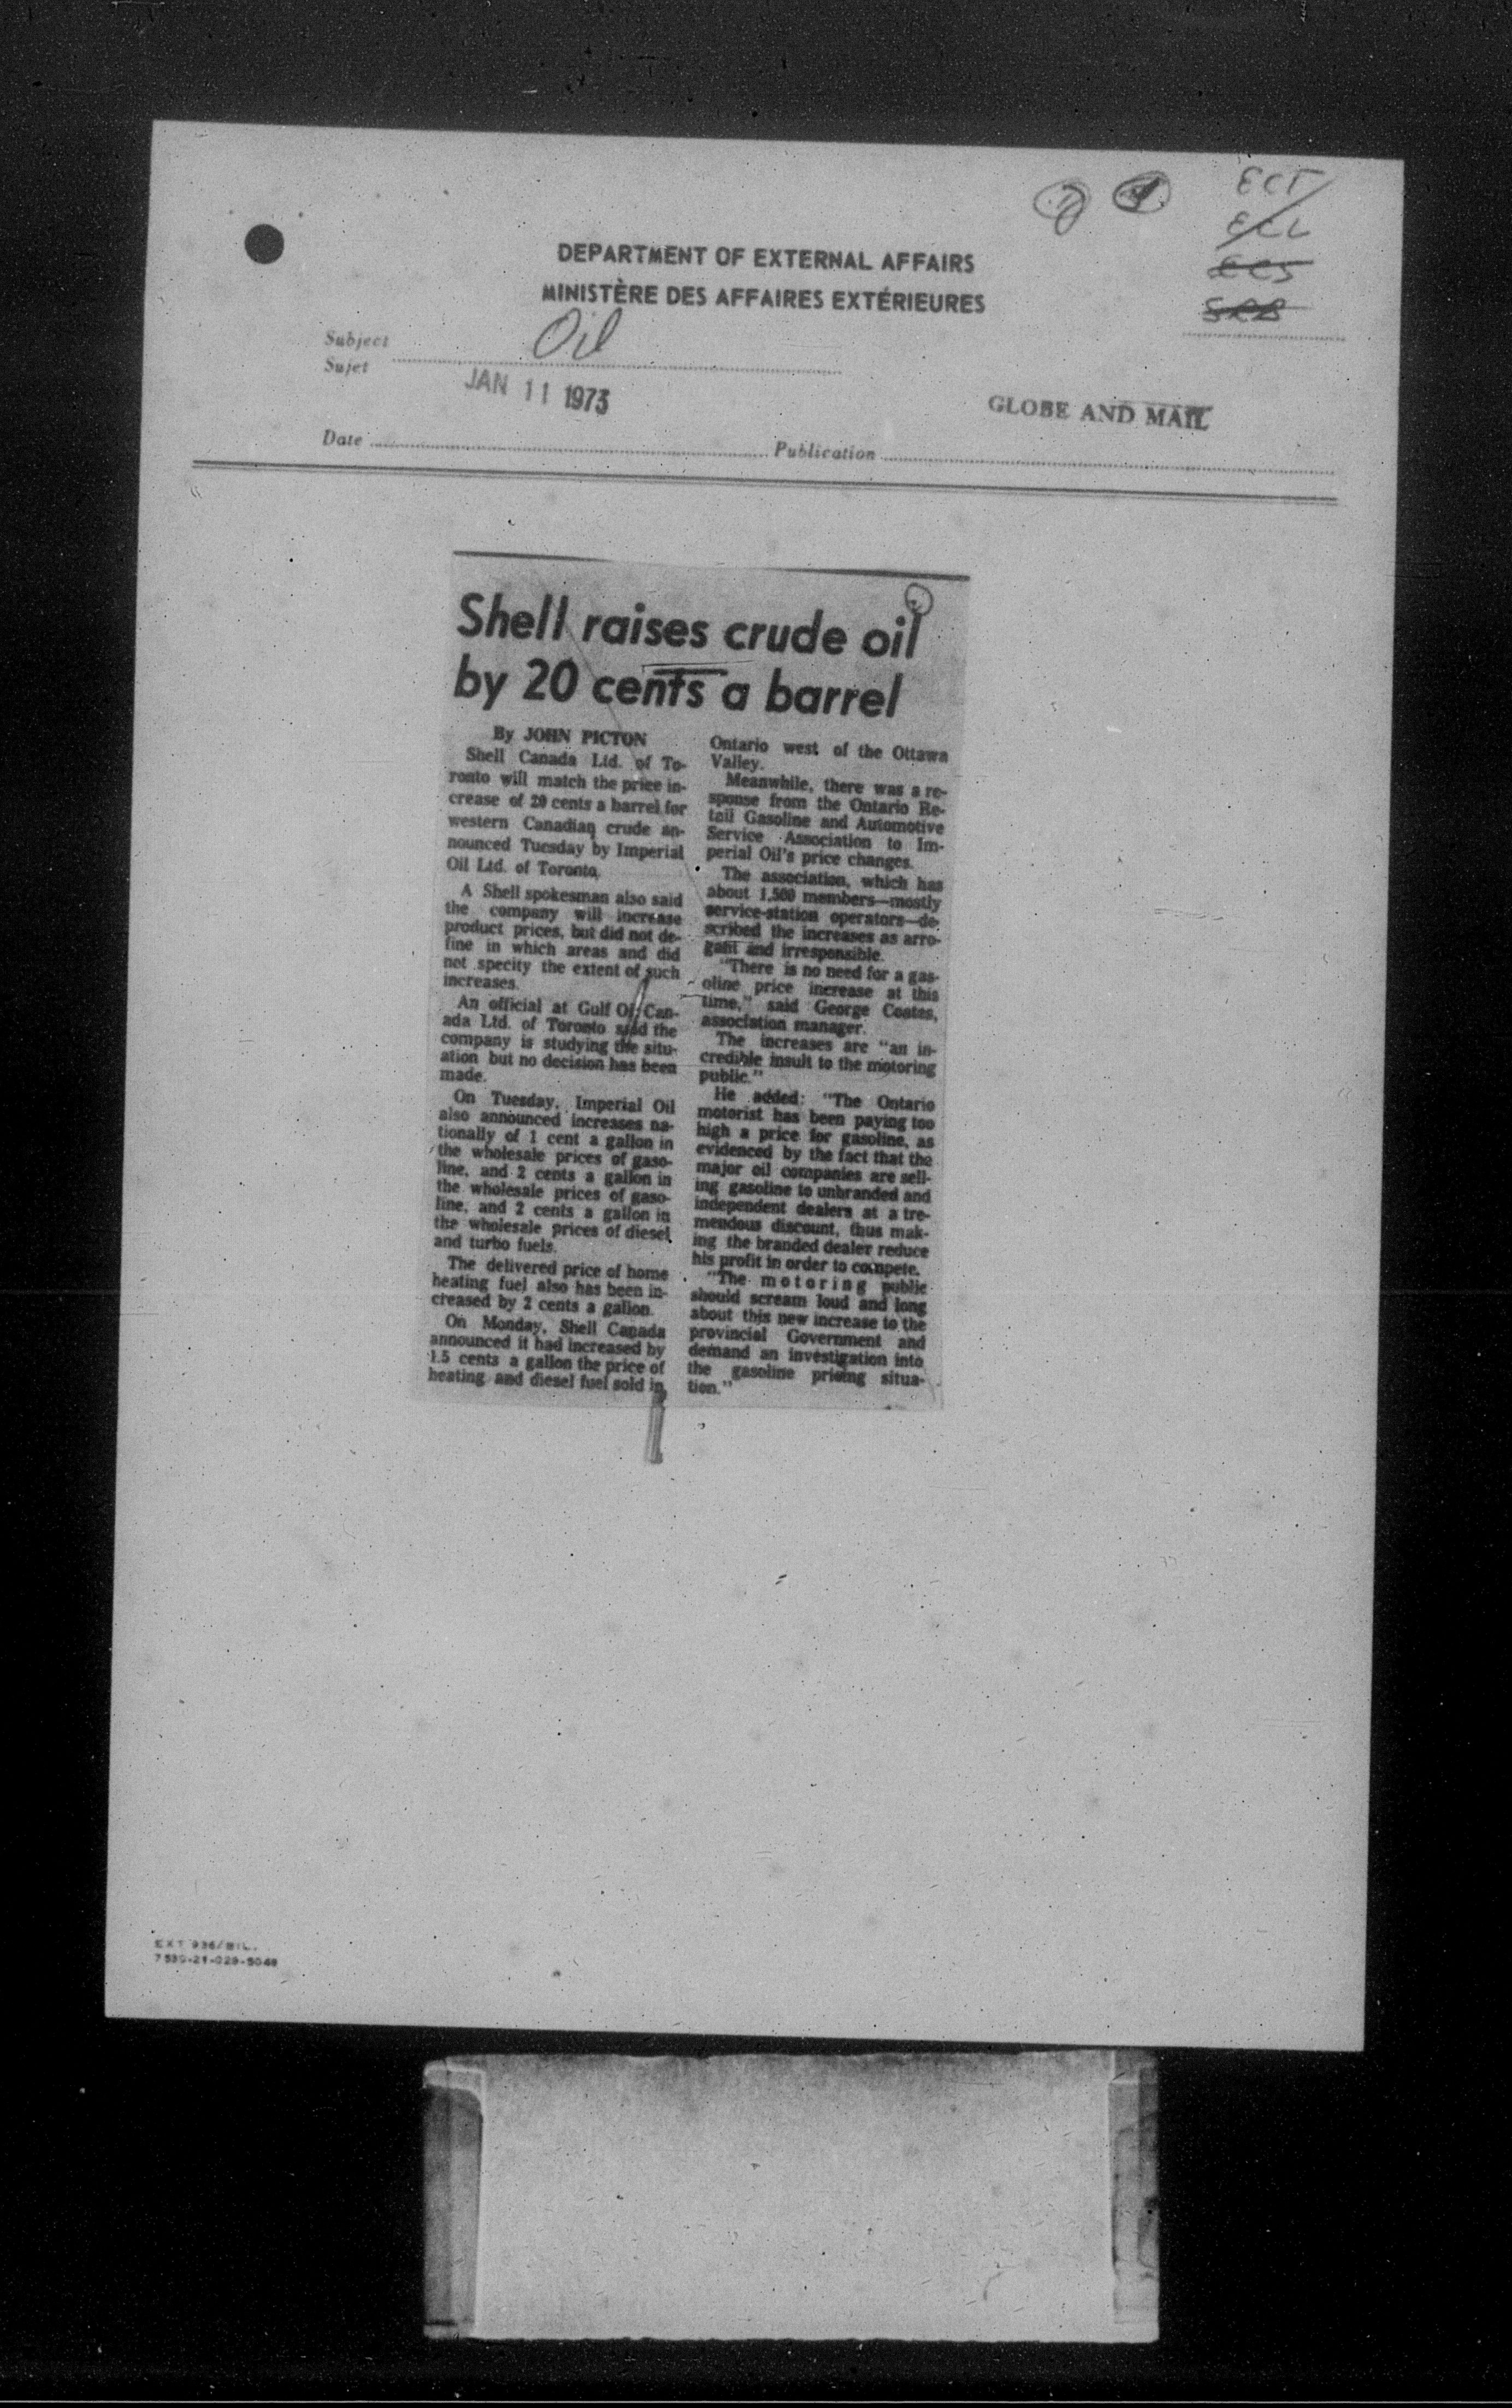 ECT
ECL
ECS
SRB
DEPARTMENT OF EXTERNAL AFFAIRS
MINISTÈRE DES AFFAIRES EXTÉRIEURES
Subject
Sujet
Oil
JAN 11 1973
GLOBE AND MAIL
Date
Publication
Shell raises crude oil
by 20 cents a barrel
By JOHN PICTON
Shell Canada Ltd. of To-
ronto will match the price in-
crease of 20 cents a barrel for
western Canadian crude an-
nounced Tuesday by Imperial
Oil Ltd. of Toronto.
A Shell spokesman also said
the company will increase
product prices, but did not de-
fine in which areas and did
not specity the extent of such
increases.
An official at Gulf Oil Can-
ada Ltd. of Toronto said the
company is studying the situ-
ation but no decision has been
made.
On Tuesday, Imperial Oil
also announced increases na-
tionally of 1 cent a gallon in
the wholesale prices of gaso-
line, and 2 cents a gallon in
the wholesale prices of gaso-
line, and 2 cents a gallon in
the wholesale prices of diesel
and turbo fuels.
The delivered price of home
heating fuel also has been in-
creased by 2 cents a gallon.
On Monday, Shell Canada
announced it had increased by
1.5 cents a gallon the price of
heating and diesel fuel sold in
Ontario west of the Ottawa
Valley.
Meanwhile, there was a re-
sponse from the Ontario Re-
tail Gasoline and Automotive
Service Association to Im-
perial Oil's price changes.
The association, which has
about 1,500 members—mostly
service-station operators—de-
scribed the increases as arro-
gant and irresponsible.
"There is no need for a gas-
oline price increase at this
time," said George Coates,
association manager.
The increases are "an in-
credible insult to the motoring
public."
He added: "The Ontario
motorist has been paying too
high a price for gasoline, as
evidenced by the fact that the
major oil companies are sell-
ing gasoline to unbranded and
independent dealers at a tre-
mendous discount, thus mak-
ing the branded dealer reduce
his profit in order to compete.
"The motoring public
should scream loud and long
about this new increase to the
provincial Government and
demand an investigation into
the gasoline pricing situa-
tion."
EXT 936/BIL.
7530-21-029-5048